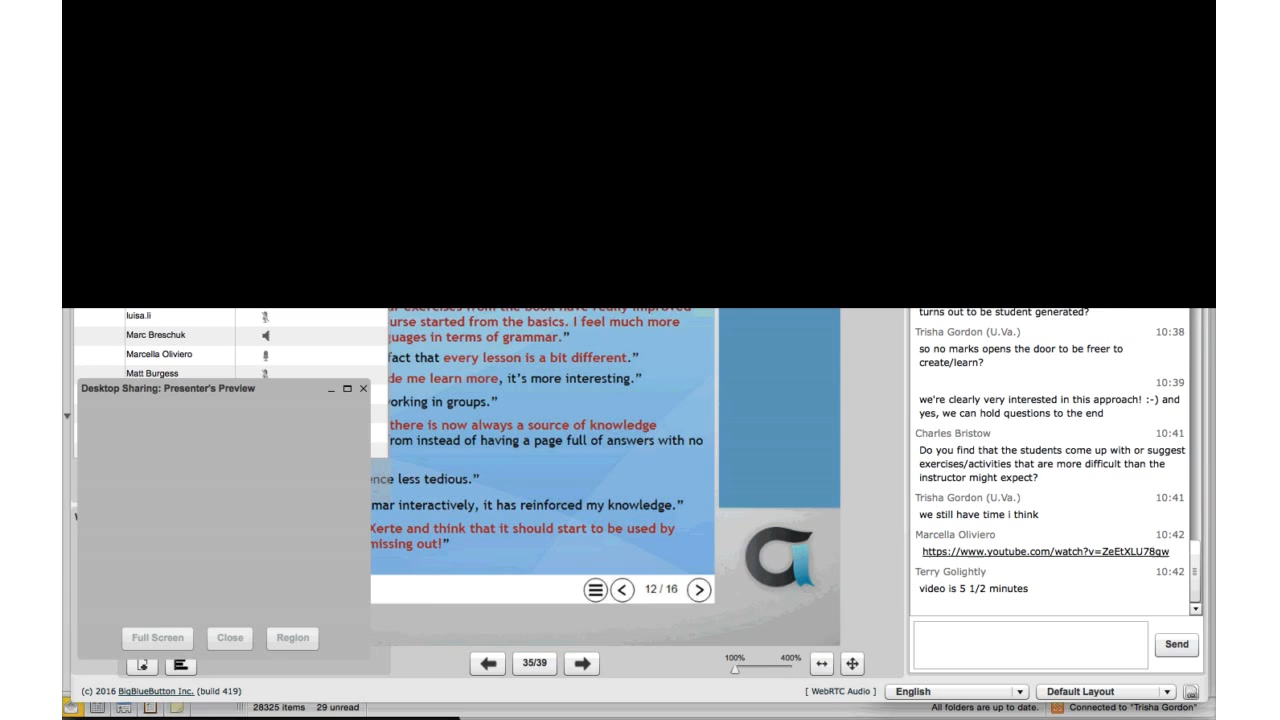 luisa.li
Marc Breschuk
Marcella Oliviero
Matt Burgess
Desktop Sharing: Presenter's Preview
Full Screen
Close
Region
exercises from the book have really improved
urse started from the basics. I feel much more
uages in terms of grammar.”
fact that every lesson is a bit different.”
de me learn more, it’s more interesting.”
orking in groups.”
there is now always a source of knowledge
rom instead of having a page full of answers with no
nce less tedious.”
mar interactively, it has reinforced my knowledge.”
Xerte and think that it should start to be used by
missing out!”
12 / 16
35/39
100%
400%
turns out to be student generated?
Trisha Gordon (U.Va.) 10:38
so no marks opens the door to be freer to
create/learn?
10:39
we're clearly very interested in this approach! :-) and
yes, we can hold questions to the end
Charles Bristow 10:41
Do you find that the students come up with or suggest
exercises/activities that are more difficult than the
instructor might expect?
Trisha Gordon (U.Va.) 10:41
we still have time i think
Marcella Oliviero 10:42
https://www.youtube.com/watch?v=ZeEtXLU78qw
Terry Golightly 10:42
video is 5 1/2 minutes
Send
(c) 2016 BigBlueButton Inc. (build 419)
[ WebRTC Audio ]
English
Default Layout
28325 items 29 unread
All folders are up to date.
Connected to "Trisha Gordon"